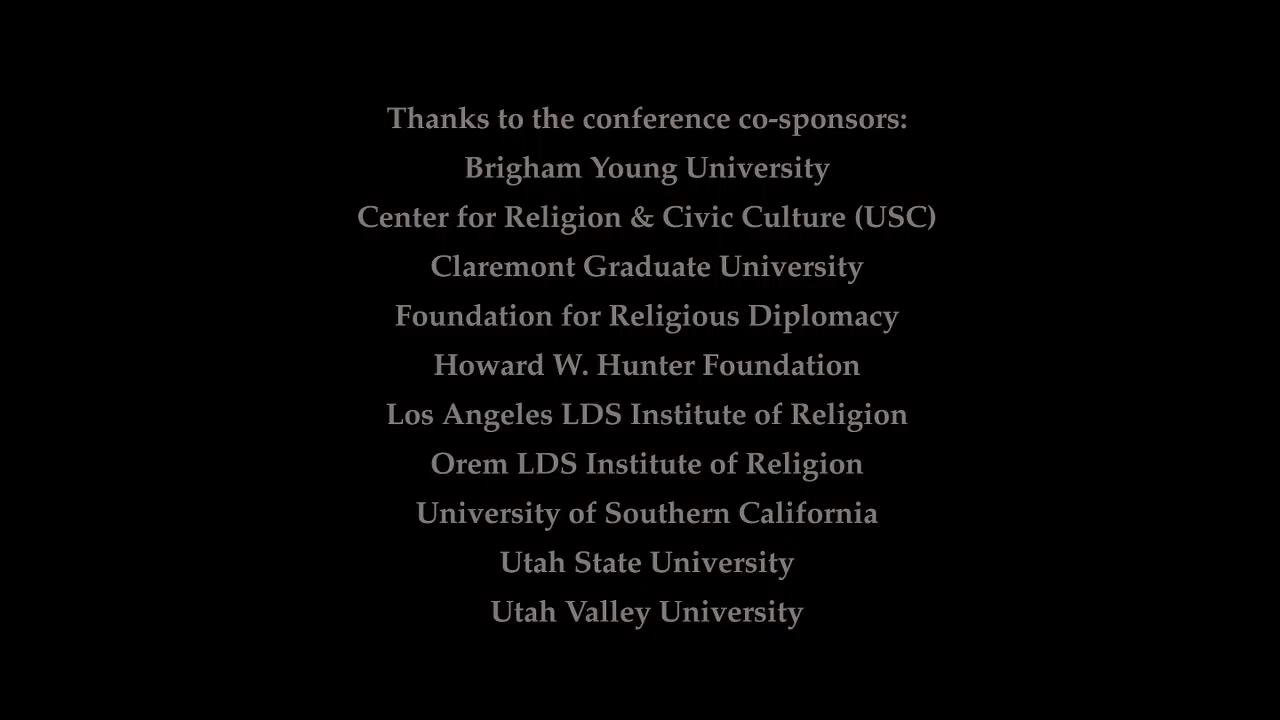 Thanks to the conference co-sponsors:
Brigham Young University
Center for Religion & Civic Culture (USC)
Claremont Graduate University
Foundation for Religious Diplomacy
Howard W. Hunter Foundation
Los Angeles LDS Institute of Religion
Orem LDS Institute of Religion
University of Southern California
Utah State University
Utah Valley University